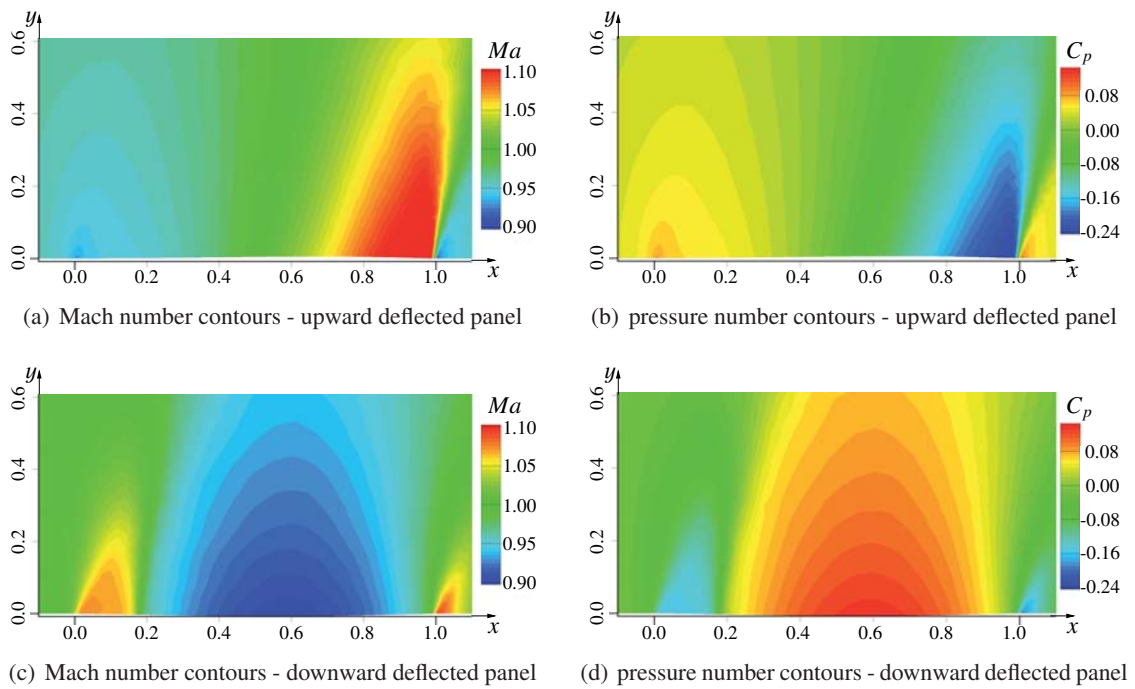 y
0.6
0.4
0.2
0.0
0.0 0.2 0.4 0.6 0.8 1.0 x
Ma
1.10
1.05
1.00
0.95
0.90
(a) Mach number contours - upward deflected panel
y
0.6
0.4
0.2
0.0
0.0 0.2 0.4 0.6 0.8 1.0 x
Cp
0.08
0.00
-0.08
-0.16
-0.24
(b) pressure number contours - upward deflected panel
y
0.6
0.4
0.2
0.0
0.0 0.2 0.4 0.6 0.8 1.0 x
Ma
1.10
1.05
1.00
0.95
0.90
(c) Mach number contours - downward deflected panel
y
0.6
0.4
0.2
0.0
0.0 0.2 0.4 0.6 0.8 1.0 x
Cp
0.08
0.00
-0.08
-0.16
-0.24
(d) pressure number contours - downward deflected panel